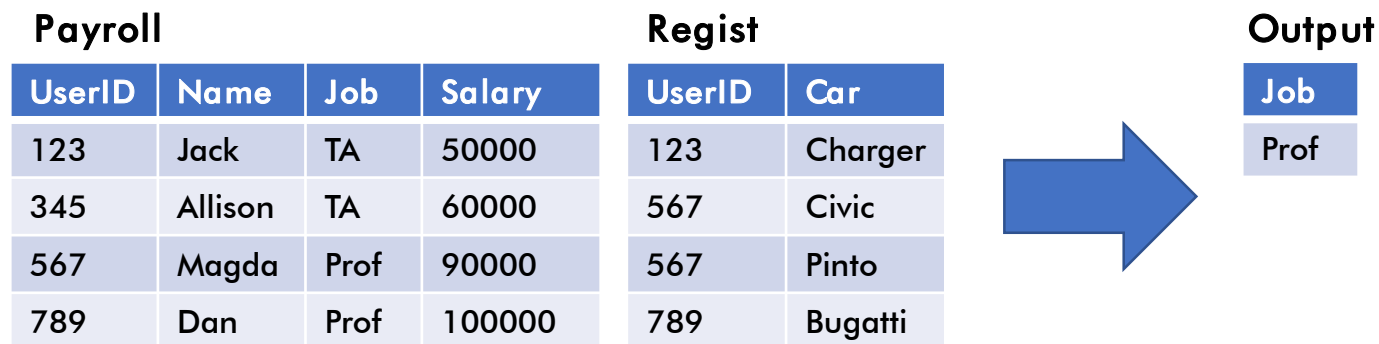 Payroll Regist Output
UserID Name Job Salary UserID Car Job
123 Jack TA 50000 123 Charger Prof
345 Allison TA 60000 567 Civic
567 Magda Prof 90000 567 Pinto
789 Dan Prof 100000 789 Bugatti